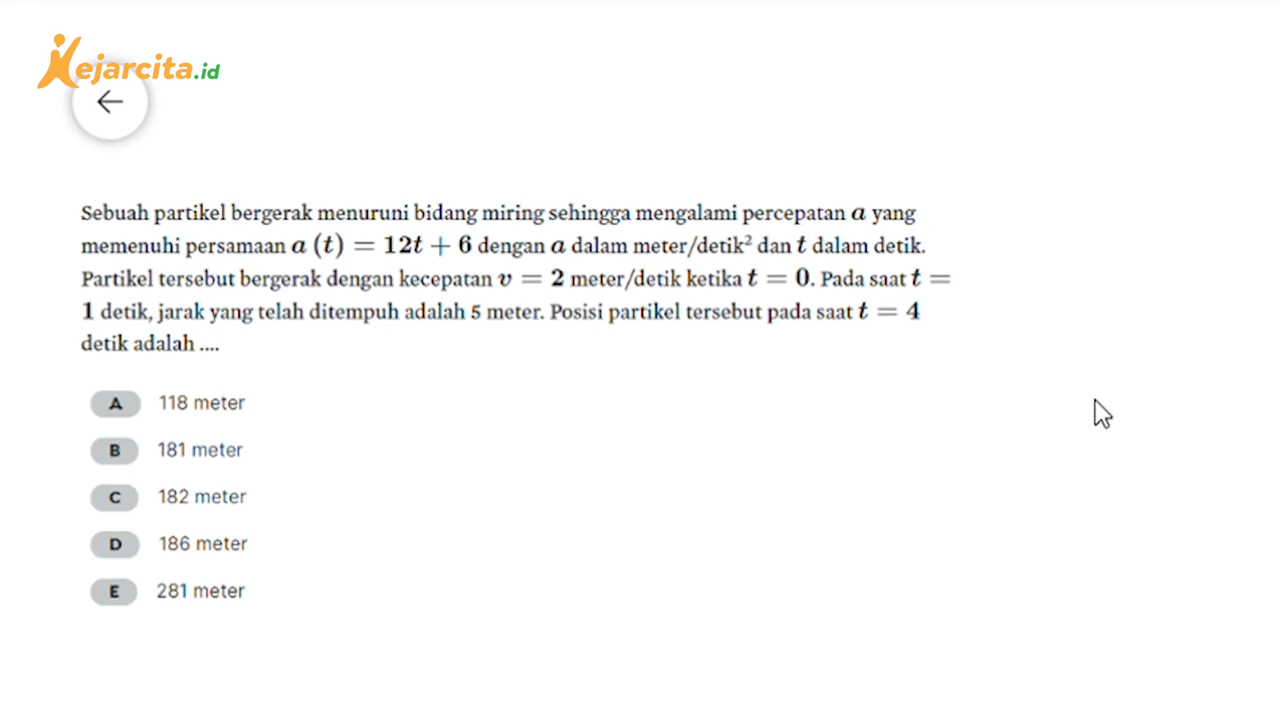 Kejarcita.id
Sebuah partikel bergerak menuruni bidang miring sehingga mengalami percepatan a yang
memenuhi persamaan a (t) = 12t + 6 dengan a dalam meter/detik² dan t dalam detik.
Partikel tersebut bergerak dengan kecepatan v = 2 meter/detik ketika t = 0. Pada saat t =
1 detik, jarak yang telah ditempuh adalah 5 meter. Posisi partikel tersebut pada saat t = 4
detik adalah ....
A 118 meter
B 181 meter
C 182 meter
D 186 meter
E 281 meter